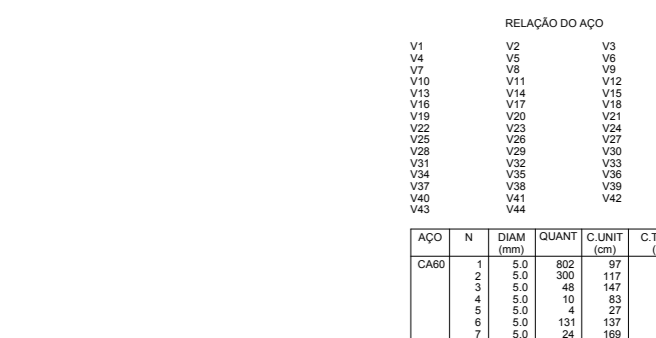 RELAÇÃO DO AÇO
V1 V2 V3
V4 V5 V6
V7 V8 V9
V10 V11 V12
V13 V14 V15
V16 V17 V18
V19 V20 V21
V22 V23 V24
V25 V26 V27
V28 V29 V30
V31 V32 V33
V34 V35 V36
V37 V38 V39
V40 V41 V42
V43 V44
AÇO N DIAM QUANT C.UNIT C.T
(mm) (cm) (
CA60 1 5.0 802 97
2 5.0 300 117
3 5.0 48 147
4 5.0 10 83
5 5.0 4 27
6 5.0 131 137
7 5.0 24 169